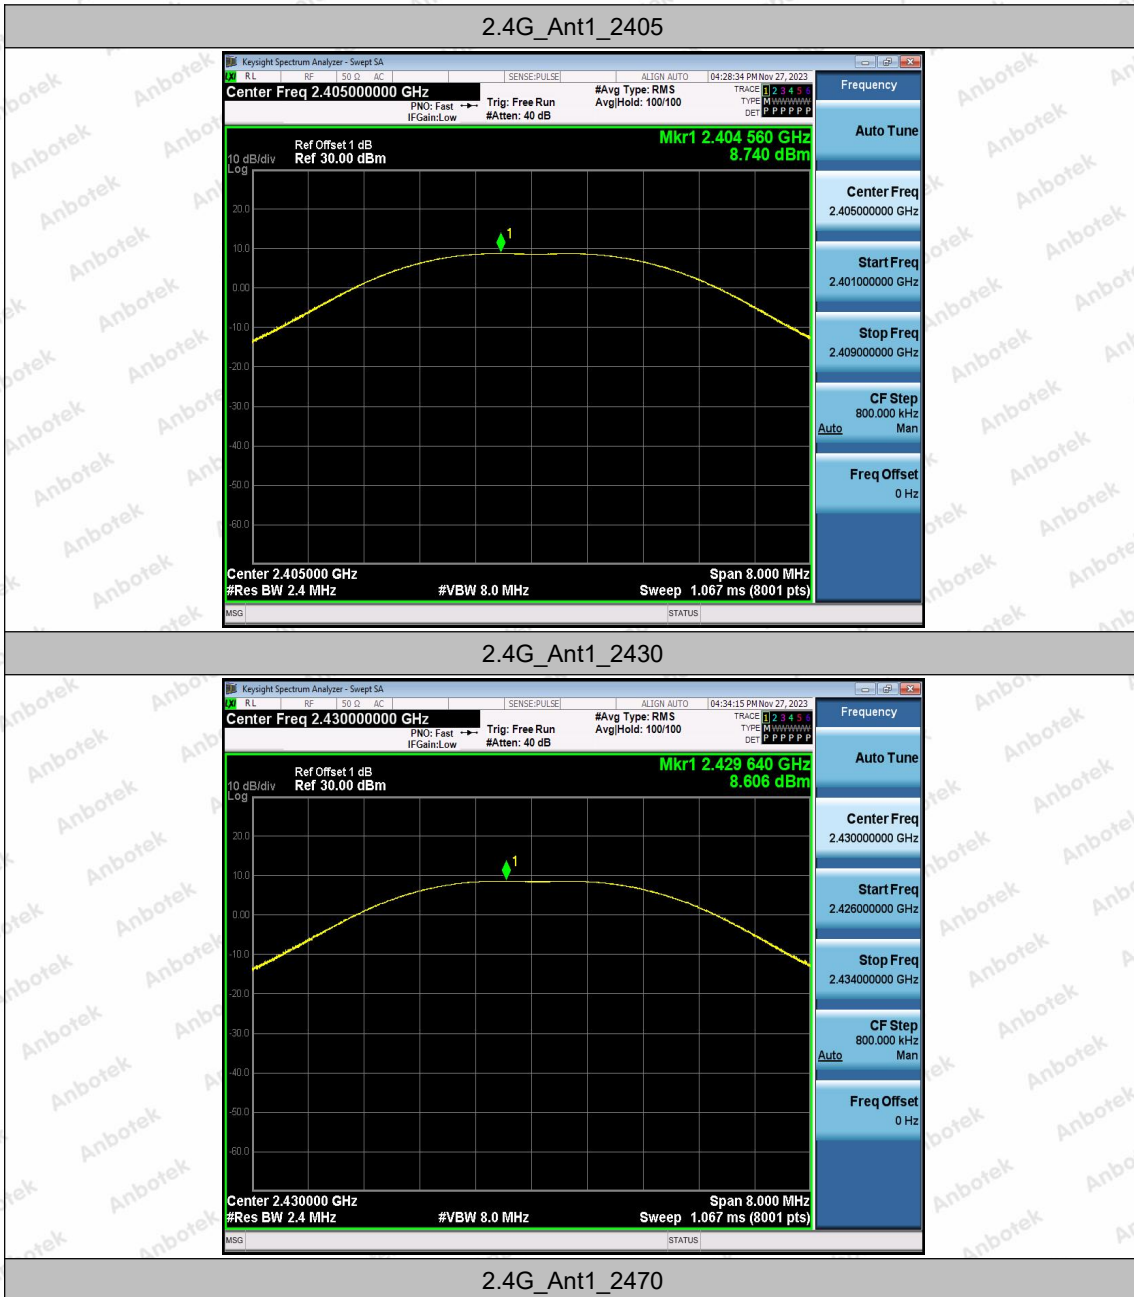 2.4G_Ant1_2405
Keysight Spectrum Analyzer - Swept SA
LXI RL RF 50 Ω AC SENSE:PULSE ALIGN AUTO 04:28:34 PM Nov 27, 2023
Center Freq 2.405000000 GHz
PNO: Fast
IFGain:Low
Trig: Free Run
#Atten: 40 dB
#Avg Type: RMS
Avg|Hold: 100/100
TRACE 1 2 3 4 5 6
TYPE M W W W W W
DET P P P P P P
Frequency
Mkr1 2.404 560 GHz
8.740 dBm
Ref Offset 1 dB
10 dB/div Ref 30.00 dBm
Log
20.0
10.0
0.00
-10.0
-20.0
-30.0
-40.0
-50.0
-60.0
1
Center 2.405000 GHz Span 8.000 MHz
#Res BW 2.4 MHz #VBW 8.0 MHz Sweep 1.067 ms (8001 pts)
MSG STATUS
Auto Tune
Center Freq
2.405000000 GHz
Start Freq
2.401000000 GHz
Stop Freq
2.409000000 GHz
CF Step
800.000 kHz
Auto Man
Freq Offset
0 Hz
2.4G_Ant1_2430
Keysight Spectrum Analyzer - Swept SA
LXI RL RF 50 Ω AC SENSE:PULSE ALIGN AUTO 04:34:15 PM Nov 27, 2023
Center Freq 2.430000000 GHz
PNO: Fast
IFGain:Low
Trig: Free Run
#Atten: 40 dB
#Avg Type: RMS
Avg|Hold: 100/100
TRACE 1 2 3 4 5 6
TYPE M W W W W W
DET P P P P P P
Frequency
Mkr1 2.429 640 GHz
8.606 dBm
Ref Offset 1 dB
10 dB/div Ref 30.00 dBm
Log
20.0
10.0
0.00
-10.0
-20.0
-30.0
-40.0
-50.0
-60.0
1
Center 2.430000 GHz Span 8.000 MHz
#Res BW 2.4 MHz #VBW 8.0 MHz Sweep 1.067 ms (8001 pts)
MSG STATUS
Auto Tune
Center Freq
2.430000000 GHz
Start Freq
2.426000000 GHz
Stop Freq
2.434000000 GHz
CF Step
800.000 kHz
Auto Man
Freq Offset
0 Hz
2.4G_Ant1_2470
Anbotek